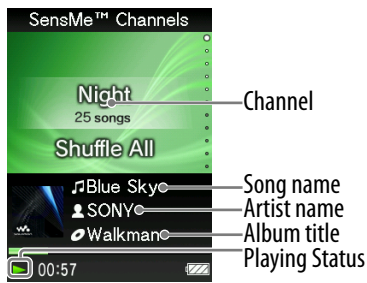 SensMe™ Channels
Night
25 songs
Channel
Shuffle All
Blue Sky
Song name
SONY
Artist name
Walkman
Album title
Playing Status
00:57